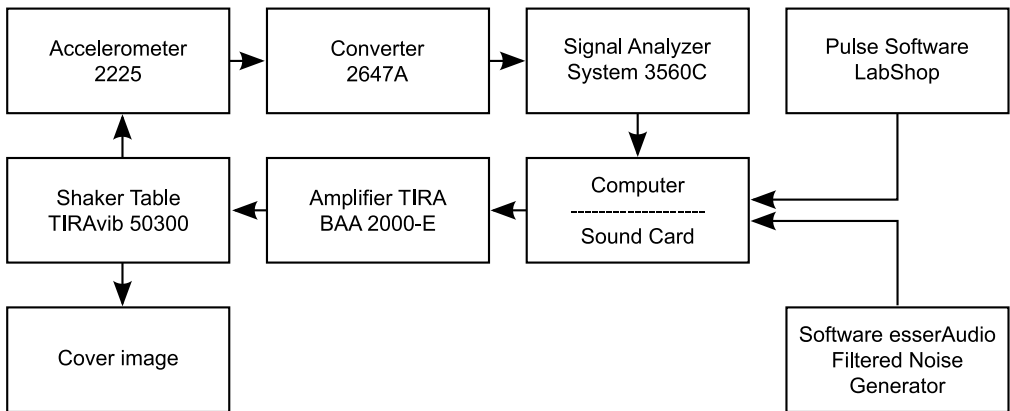 Accelerometer
2225
Converter
2647A
Signal Analyzer
System 3560C
Pulse Software
LabShop
Shaker Table
TIRAvib 50300
Amplifier TIRA
BAA 2000-E
Computer
Sound Card
Cover image
Software esserAudio
Filtered Noise
Generator